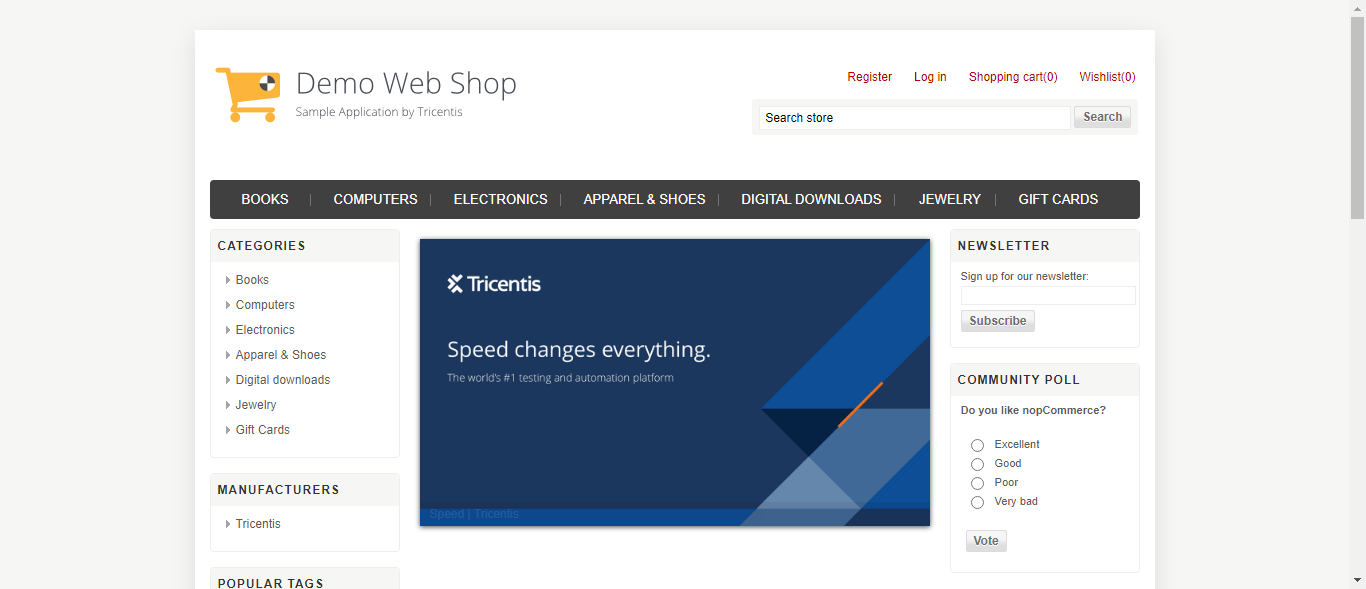 Demo Web Shop
Sample Application by Tricentis
Register Log in Shopping cart(0) Wishlist(0)
Search store Search
BOOKS COMPUTERS ELECTRONICS APPAREL & SHOES DIGITAL DOWNLOADS JEWELRY GIFT CARDS
CATEGORIES
Books
Computers
Electronics
Apparel & Shoes
Digital downloads
Jewelry
Gift Cards
MANUFACTURERS
Tricentis
POPULAR TAGS
Tricentis
Speed changes everything.
The world's #1 testing and automation platform
Speed | Tricentis
NEWSLETTER
Sign up for our newsletter:
Subscribe
COMMUNITY POLL
Do you like nopCommerce?
Excellent
Good
Poor
Very bad
Vote